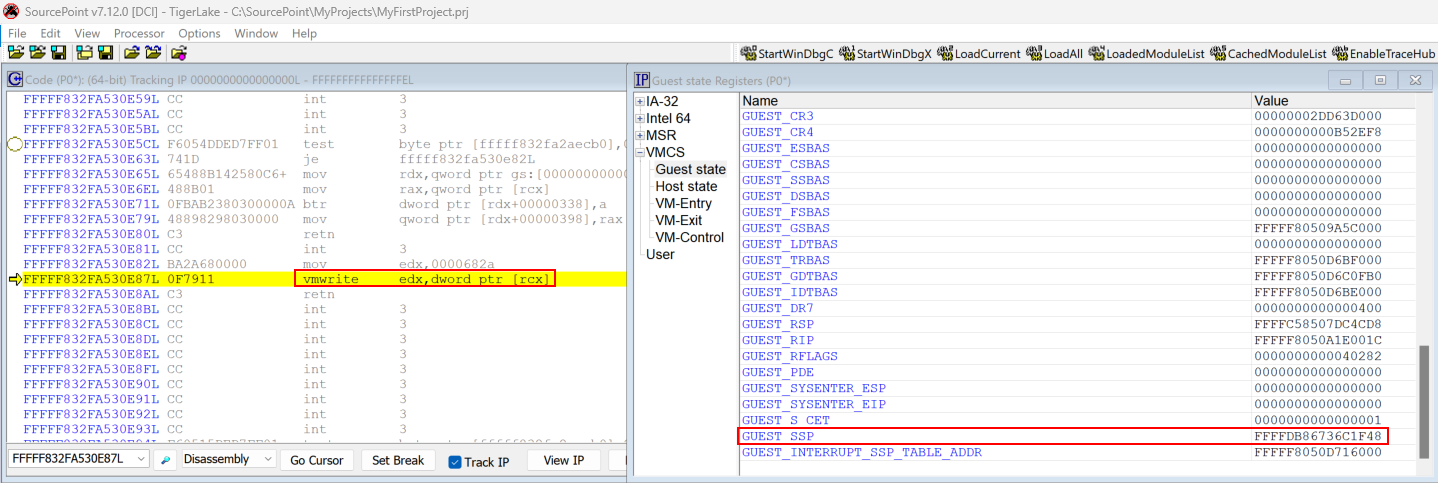 SourcePoint v7.12.0 [DCI] - TigerLake - C:\SourcePoint\MyProjects\MyFirstProject.prj
File Edit View Processor Options Window Help
StartWinDbgC StartWinDbgX LoadCurrent LoadAll LoadedModuleList CachedModuleList EnableTraceHub
Code (P0*): (64-bit) Tracking IP 0000000000000000L - FFFFFFFFFFFFFFFEL
FFFFF832FA530E59L CC int 3
FFFFF832FA530E5AL CC int 3
FFFFF832FA530E5BL CC int 3
FFFFF832FA530E5CL F6054DDED7FF01 test byte ptr [fffff832fa2aecb0],
FFFFF832FA530E63L 741D je fffff832fa530e82L
FFFFF832FA530E65L 65488B142580C6+ mov rdx,qword ptr gs:[00000000000
FFFFF832FA530E6EL 488B01 mov rax,qword ptr [rcx]
FFFFF832FA530E71L 0FBAB2380300000A btr dword ptr [rdx+00000338],a
FFFFF832FA530E79L 48898298030000 mov qword ptr [rdx+00000398],rax
FFFFF832FA530E80L C3 retn
FFFFF832FA530E81L CC int 3
FFFFF832FA530E82L BA2A680000 mov edx,0000682a
FFFFF832FA530E87L 0F7911 vmwrite edx,dword ptr [rcx]
FFFFF832FA530E8AL C3 retn
FFFFF832FA530E8BL CC int 3
FFFFF832FA530E8CL CC int 3
FFFFF832FA530E8DL CC int 3
FFFFF832FA530E8EL CC int 3
FFFFF832FA530E8FL CC int 3
FFFFF832FA530E90L CC int 3
FFFFF832FA530E91L CC int 3
FFFFF832FA530E92L CC int 3
FFFFF832FA530E93L CC int 3
FFFFF832FA530E87L Disassembly Go Cursor Set Break Track IP View IP
Guest state Registers (P0*)
IA-32
Intel 64
MSR
VMCS
Guest state
Host state
VM-Entry
VM-Exit
VM-Control
User
Name Value
GUEST_CR3 00000002DD63D000
GUEST_CR4 0000000000B52EF8
GUEST_ESBAS 0000000000000000
GUEST_CSBAS 0000000000000000
GUEST_SSBAS 0000000000000000
GUEST_DSBAS 0000000000000000
GUEST_FSBAS 0000000000000000
GUEST_GSBAS FFFFF80509A5C000
GUEST_LDTBAS 0000000000000000
GUEST_TRBAS FFFFF8050D6BF000
GUEST_GDTBAS FFFFF8050D6C0FB0
GUEST_IDTBAS FFFFF8050D6BE000
GUEST_DR7 0000000000000400
GUEST_RSP FFFFC58507DC4CD8
GUEST_RIP FFFFF8050A1E001C
GUEST_RFLAGS 0000000000040282
GUEST_PDE 0000000000000000
GUEST_SYSENTER_ESP 0000000000000000
GUEST_SYSENTER_EIP 0000000000000000
GUEST_S_CET 0000000000000001
GUEST_SSP FFFFDB86736C1F48
GUEST_INTERRUPT_SSP_TABLE_ADDR FFFFF8050D716000